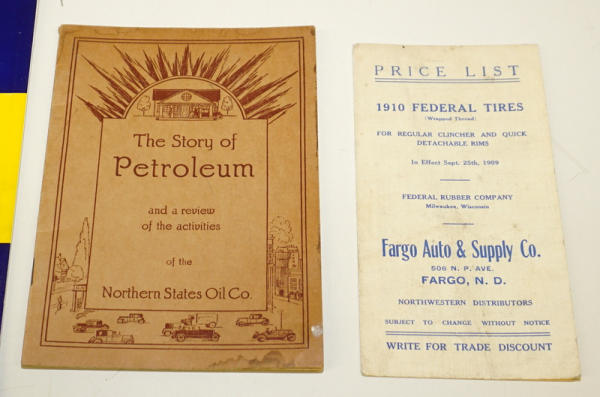 The Story of
Petroleum
and a review
of the activities
of the
Northern States Oil Co.
PRICE LIST
1910 FEDERAL TIRES
(Wrapped Tread)
FOR REGULAR CLINCHER AND QUICK
DETACHABLE RIMS
In Effect Sept. 25th, 1909
FEDERAL RUBBER COMPANY
Milwaukee, Wisconsin
Fargo Auto & Supply Co.
506 N. P. AVE.
FARGO, N. D.
NORTHWESTERN DISTRIBUTORS
SUBJECT TO CHANGE WITHOUT NOTICE
WRITE FOR TRADE DISCOUNT